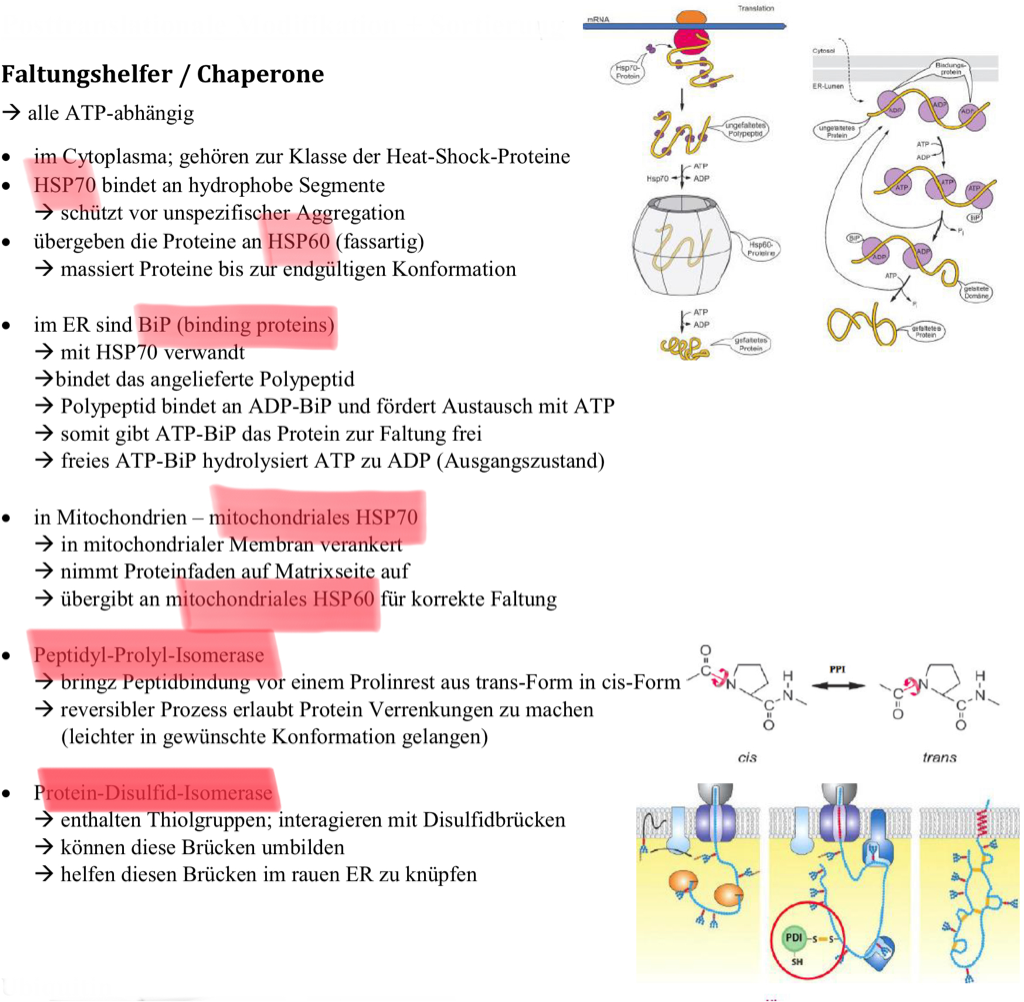 Faltungshelfer / Chaperone
→ alle ATP-abhängig
• im Cytoplasma; gehören zur Klasse der Heat-Shock-Proteine
• HSP70 bindet an hydrophobe Segmente
→ schützt vor unspezifischer Aggregation
• übergeben die Proteine an HSP60 (fassartig)
→ massiert Proteine bis zur endgültigen Konformation
• im ER sind BiP (binding proteins)
→ mit HSP70 verwandt
→bindet das angelieferte Polypeptid
→ Polypeptid bindet an ADP-BiP und fördert Austausch mit ATP
→ somit gibt ATP-BiP das Protein zur Faltung frei
→ freies ATP-BiP hydrolysiert ATP zu ADP (Ausgangszustand)
• in Mitochondrien – mitochondriales HSP70
→ in mitochondrialer Membran verankert
→ nimmt Proteinfaden auf Matrixseite auf
→ übergibt an mitochondriales HSP60 für korrekte Faltung
• Peptidyl-Prolyl-Isomerase
→ bringz Peptidbindung vor einem Prolinrest aus trans-Form in cis-Form
→ reversibler Prozess erlaubt Protein Verrenkungen zu machen
(leichter in gewünschte Konformation gelangen)
• Protein-Disulfid-Isomerase
→ enthalten Thiolgruppen; interagieren mit Disulfidbrücken
→ können diese Brücken umbilden
→ helfen diesen Brücken im rauen ER zu knüpfen
Translation
mRNA
Hsp70-
Protein
ungefaltetes
Polypeptid
ATP
Hsp70
ADP
Hsp60-
Proteine
ATP
ADP
gefaltetes
Protein
Cytosol
ER-Lumen
Bindungs-
protein
ADP
ADP
ADP
ungefaltetes
Protein
ATP
ADP
ATP
ATP
ATP
BiP
Pi
BiP
ADP
ADP
ATP
Pi
gefaltete
Domäne
gefaltetes
Protein
O
C
N
H
N
C
O
PPI
C
O
N
H
N
C
O
cis
trans
PDI
S
S
SH